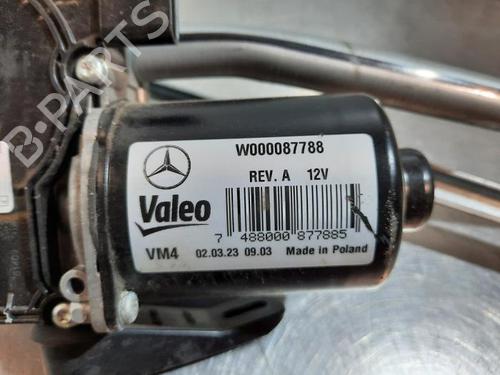 B-PARTS
W000087788
REV. A 12V
Valeo
7 488000 877885
VM4 02.03.23 09.03 Made in Poland